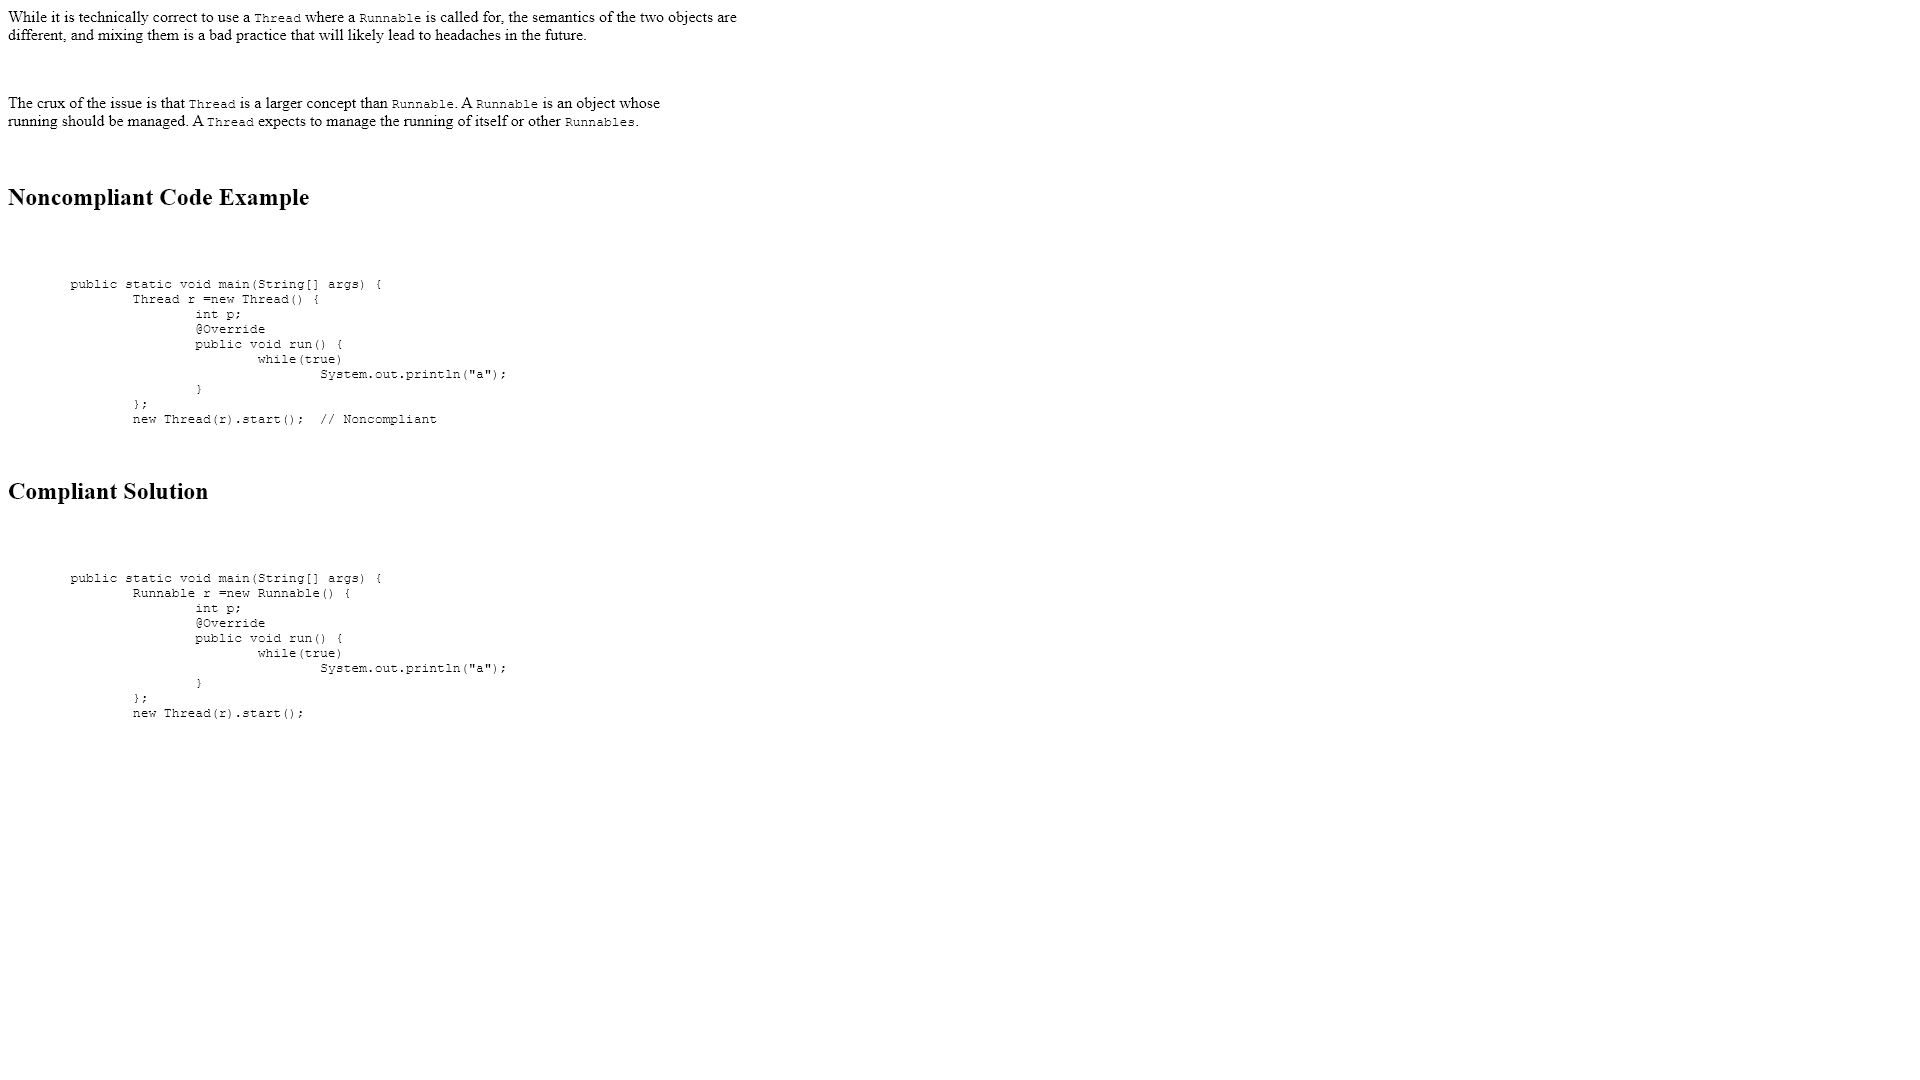 While it is technically correct to use a Thread where a Runnable is called for, the semantics of the two objects are
different, and mixing them is a bad practice that will likely lead to headaches in the future.
The crux of the issue is that Thread is a larger concept than Runnable. A Runnable is an object whose
running should be managed. A Thread expects to manage the running of itself or other Runnables.
Noncompliant Code Example
public static void main(String[] args) {
Thread r =new Thread() {
int p;
@Override
public void run() {
while(true)
System.out.println("a");
}
};
new Thread(r).start();  // Noncompliant
Compliant Solution
public static void main(String[] args) {
Runnable r =new Runnable() {
int p;
@Override
public void run() {
while(true)
System.out.println("a");
}
};
new Thread(r).start();